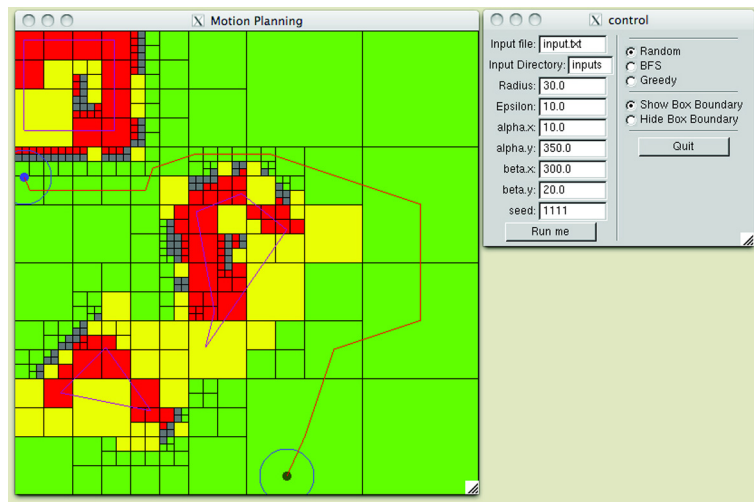 Motion Planning
control
Input file: input.txt
Input Directory: inputs
Radius: 30.0
Epsilon: 10.0
alpha.x: 10.0
alpha.y: 350.0
beta.x: 300.0
beta.y: 20.0
seed: 1111
Run me
Random
BFS
Greedy
Show Box Boundary
Hide Box Boundary
Quit